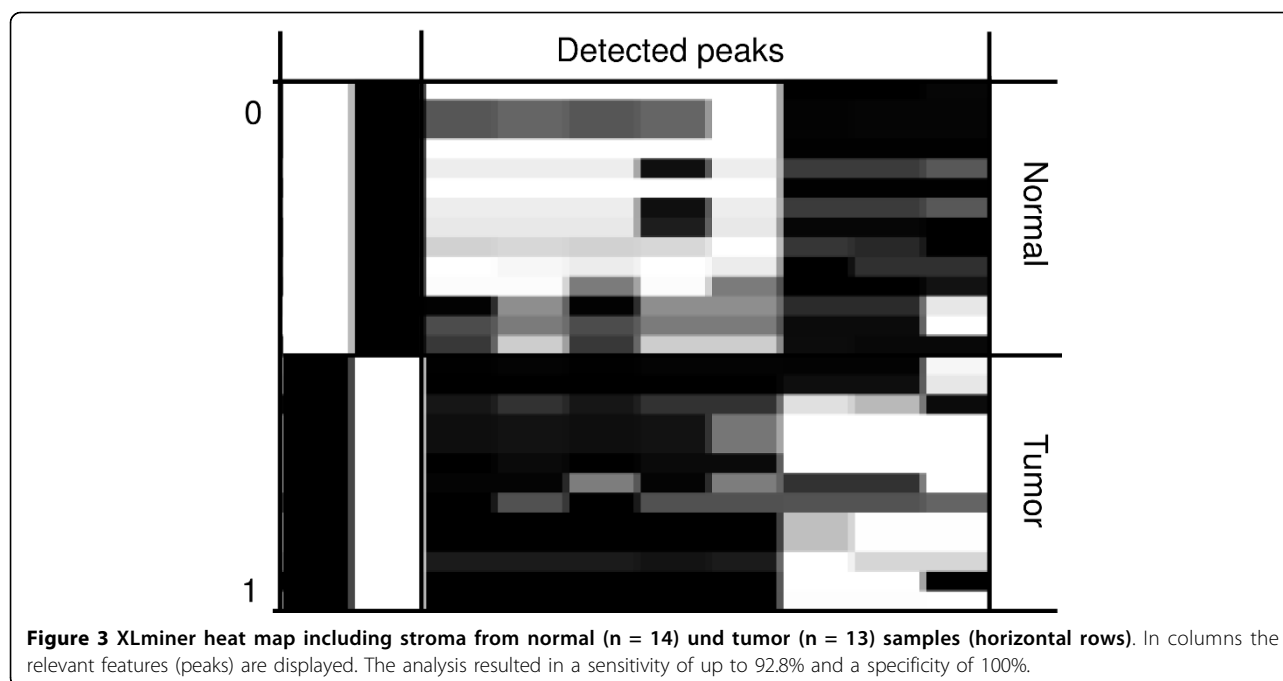 Detected peaks
0
Normal
Tumor
1
Figure 3 XLminer heat map including stroma from normal (n = 14) und tumor (n = 13) samples (horizontal rows). In columns the
relevant features (peaks) are displayed. The analysis resulted in a sensitivity of up to 92.8% and a specificity of 100%.